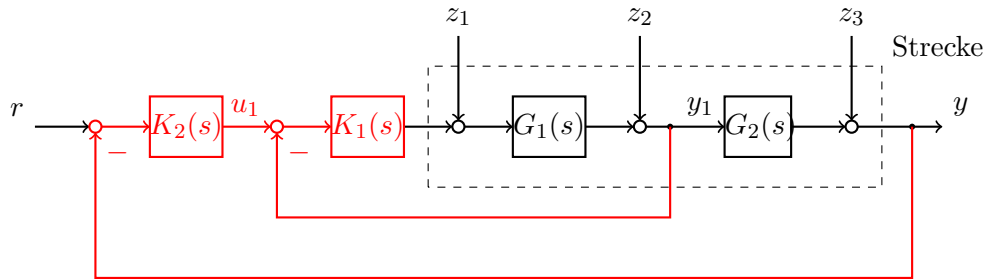 z₁ z₂ z₃
Strecke
r K₂(s) u₁ K₁(s) G₁(s) y₁ G₂(s) y
− −